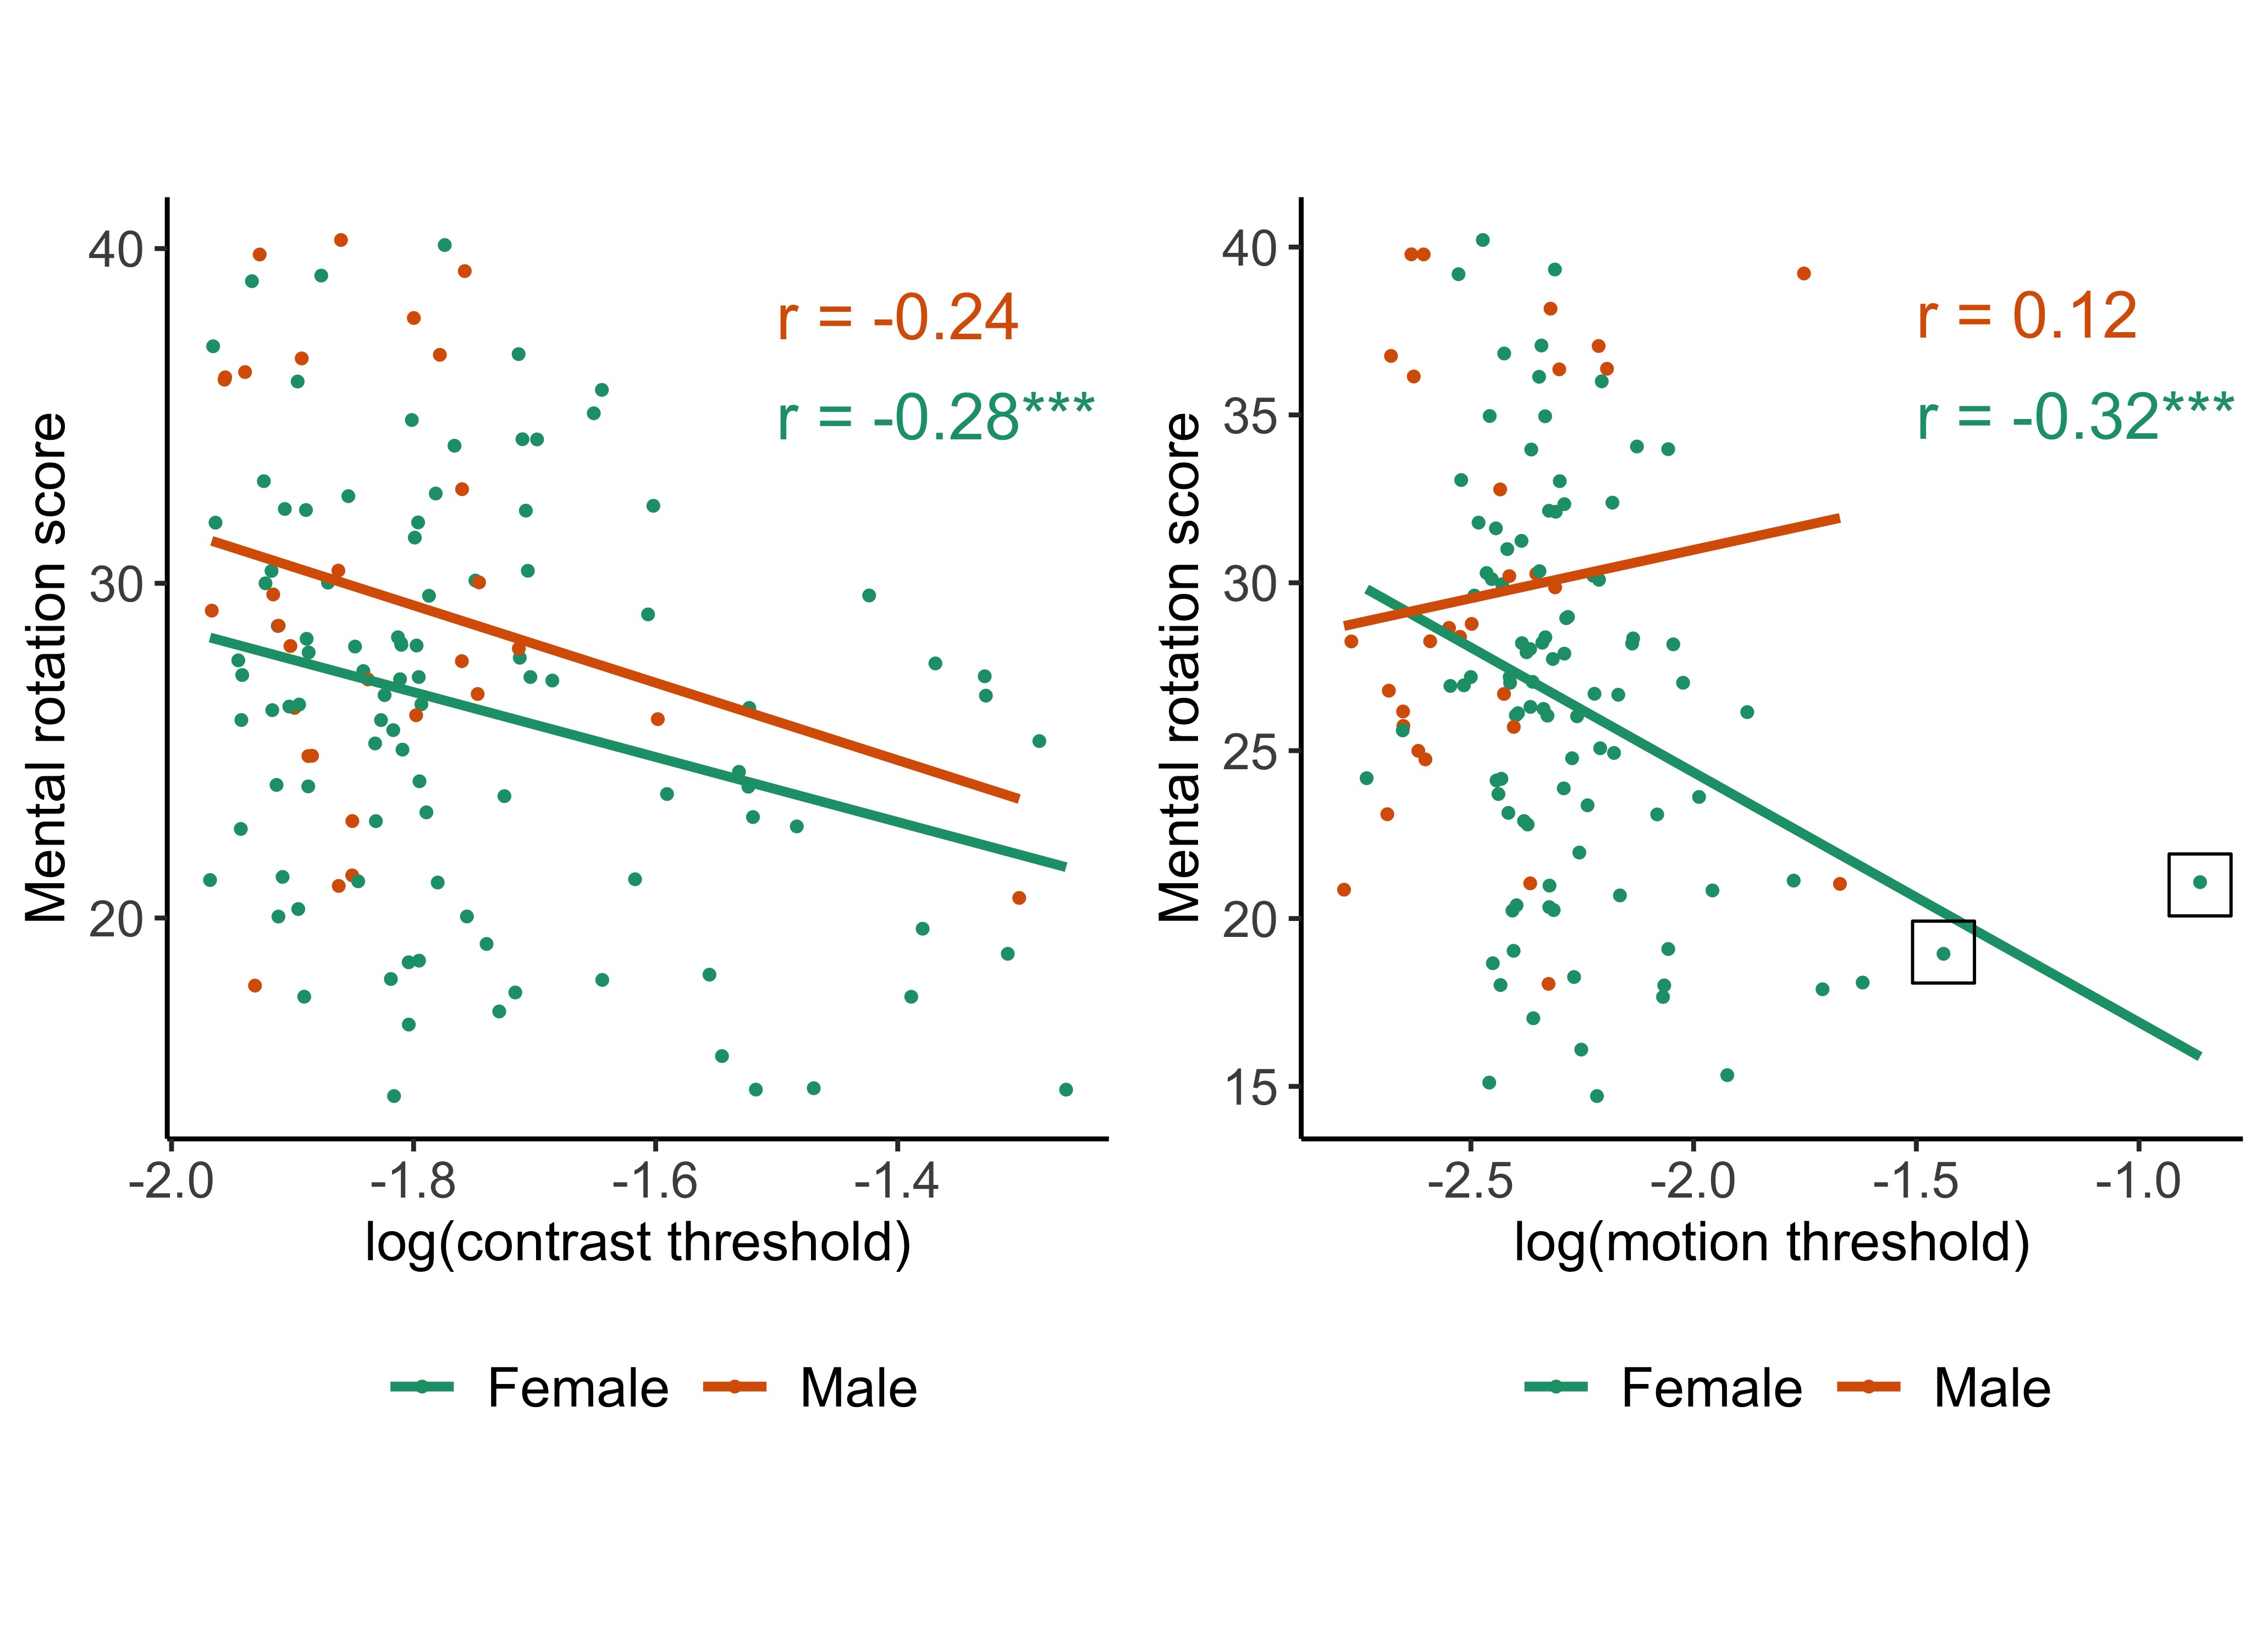 40
30
20
Mental rotation score
r = -0.24
r = -0.28***
-2.0
-1.8
-1.6
-1.4
log(contrast threshold)
Female
Male
40
35
30
25
20
15
Mental rotation score
r = 0.12
r = -0.32***
-2.5
-2.0
-1.5
-1.0
log(motion threshold)
Female
Male